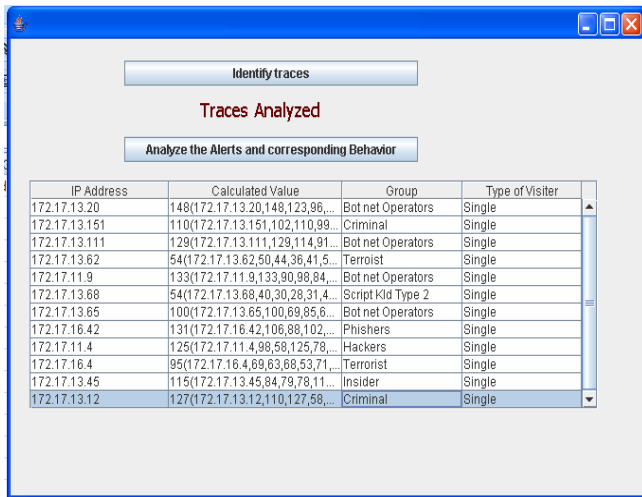 Identify traces
Traces Analyzed
Analyze the Alerts and corresponding Behavior
IP Address Calculated Value Group Type of Visiter
172.17.13.20 148(172.17.13.20,148,123,96,... Bot net Operators Single
172.17.13.151 110(172.17.13.151,102,110,99... Criminal Single
172.17.13.111 129(172.17.13.111,129,114,91... Bot net Operators Single
172.17.13.62 54(172.17.13.62,50,44,36,41,5... Terroist Single
172.17.11.9 133(172.17.11.9,133,90,98,84,... Bot net Operators Single
172.17.13.68 54(172.17.13.68,40,30,28,31,4... Script KId Type 2 Single
172.17.13.65 100(172.17.13.65,100,69,85,6... Bot net Operators Single
172.17.16.42 131(172.17.16.42,106,88,102,... Phishers Single
172.17.11.4 125(172.17.11.4,98,58,125,78,... Hackers Single
172.17.16.4 95(172.17.16.4,69,63,68,53,71,... Terrorist Single
172.17.13.45 115(172.17.13.45,84,79,78,11... Insider Single
172.17.13.12 127(172.17.13.12,110,127,58,... Criminal Single